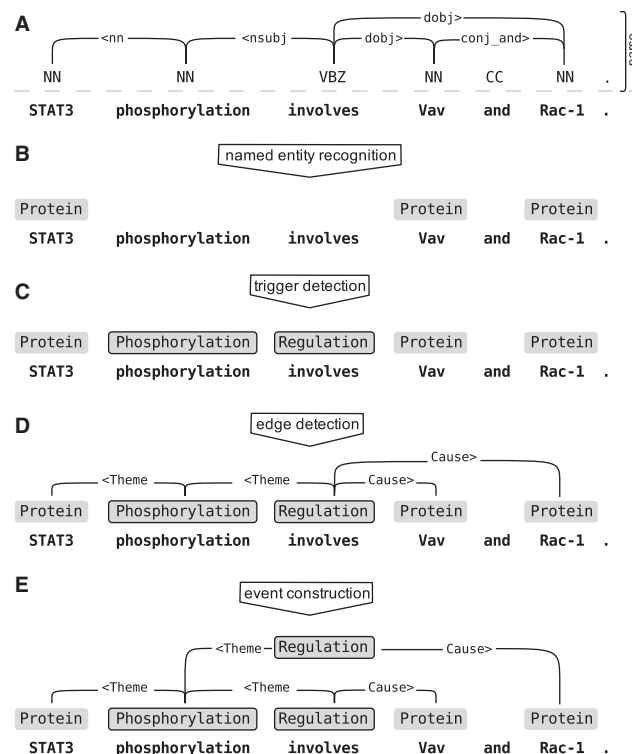 A
dobj>
<nn <nsubj dobj> conj_and>
NN NN VBZ NN CC NN .
STAT3 phosphorylation involves Vav and Rac-1 .
B
named entity recognition
Protein Protein Protein
STAT3 phosphorylation involves Vav and Rac-1 .
C
trigger detection
Protein Phosphorylation Regulation Protein Protein
STAT3 phosphorylation involves Vav and Rac-1 .
D
edge detection
Cause>
<Theme <Theme Cause>
Protein Phosphorylation Regulation Protein Protein
STAT3 phosphorylation involves Vav and Rac-1 .
E
event construction
<Theme Regulation Cause>
<Theme <Theme Cause>
Protein Phosphorylation Regulation Protein Protein
STAT3 phosphorylation involves Vav and Rac-1 .